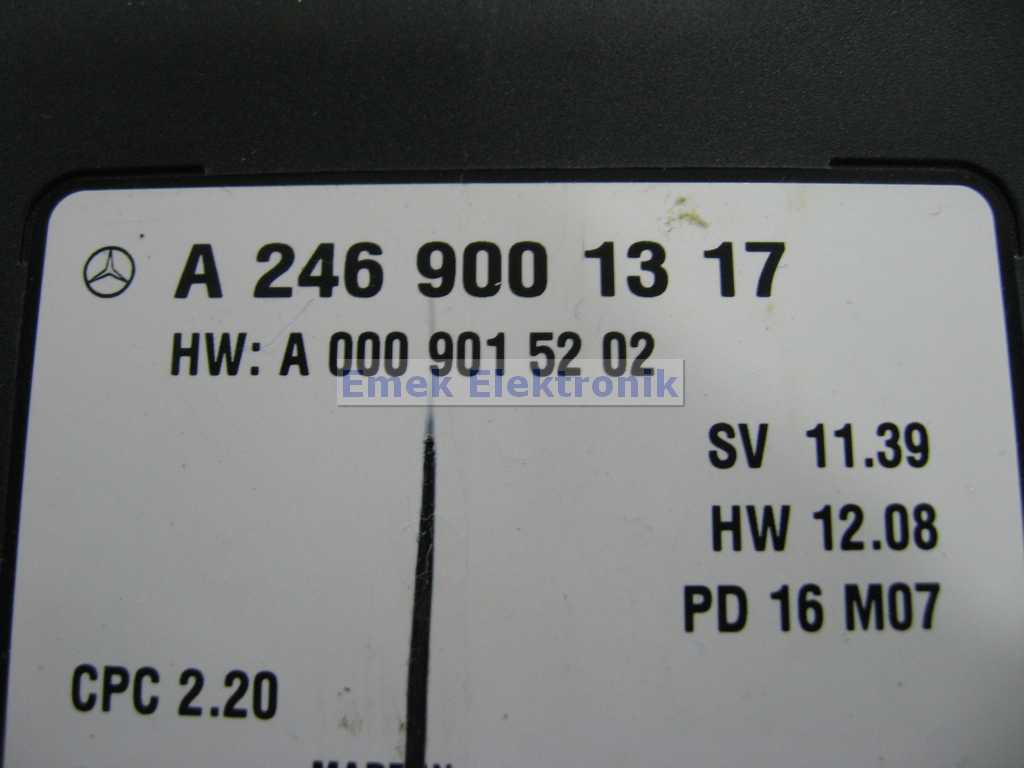 A 246 900 13 17
HW: A 000 901 52 02
Emek Elektronik
SV 11.39
HW 12.08
PD 16 M07
CPC 2.20